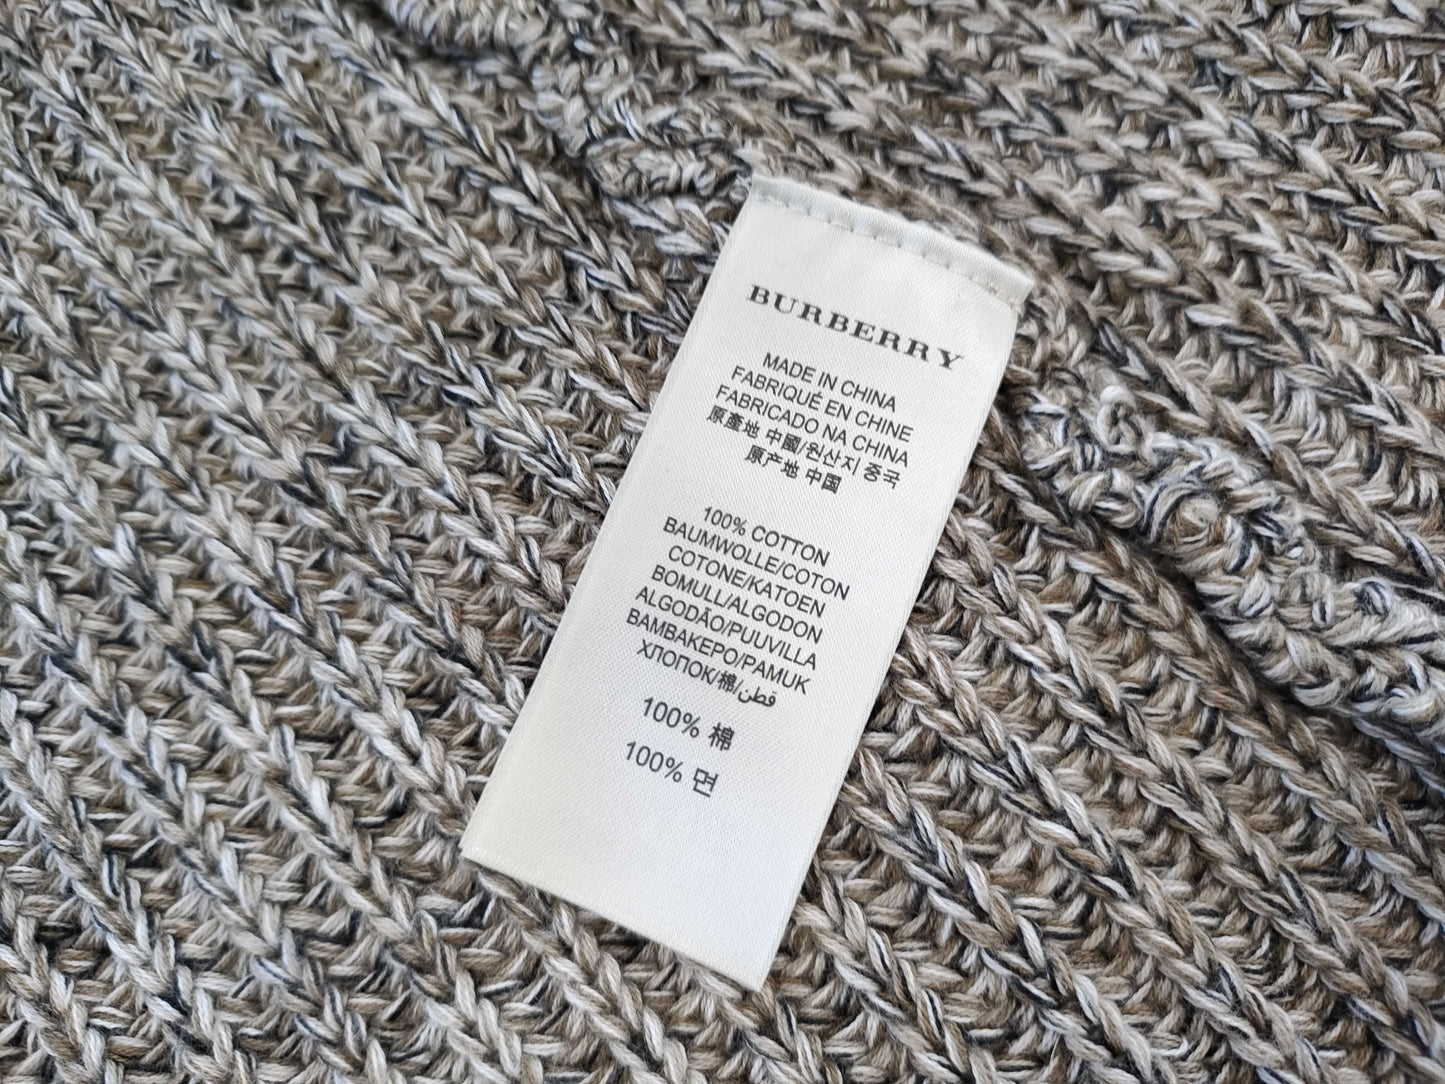 BURBERRY
MADE IN CHINA
FABRIQUÉ EN CHINE
FABRICADO NA CHINA
原產地 中國/원산지 중국
原产地 中国
100% COTTON
BAUMWOLLE/COTON
COTONE/KATOEN
BOMULL/ALGODON
ALGODÃO/PUUVILLA
ΒΑΜΒΑΚΕΡΟ/PAMUK
ХЛОПОК/棉/قطن
100% 棉
100% 면